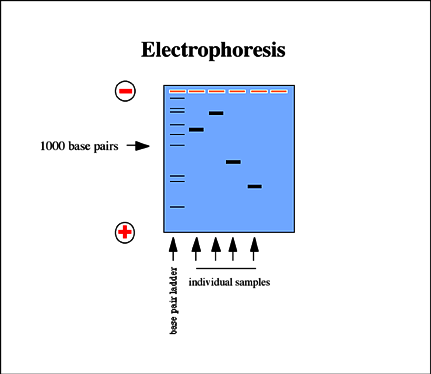 Electrophoresis
1000 base pairs
individual samples
base pair ladder